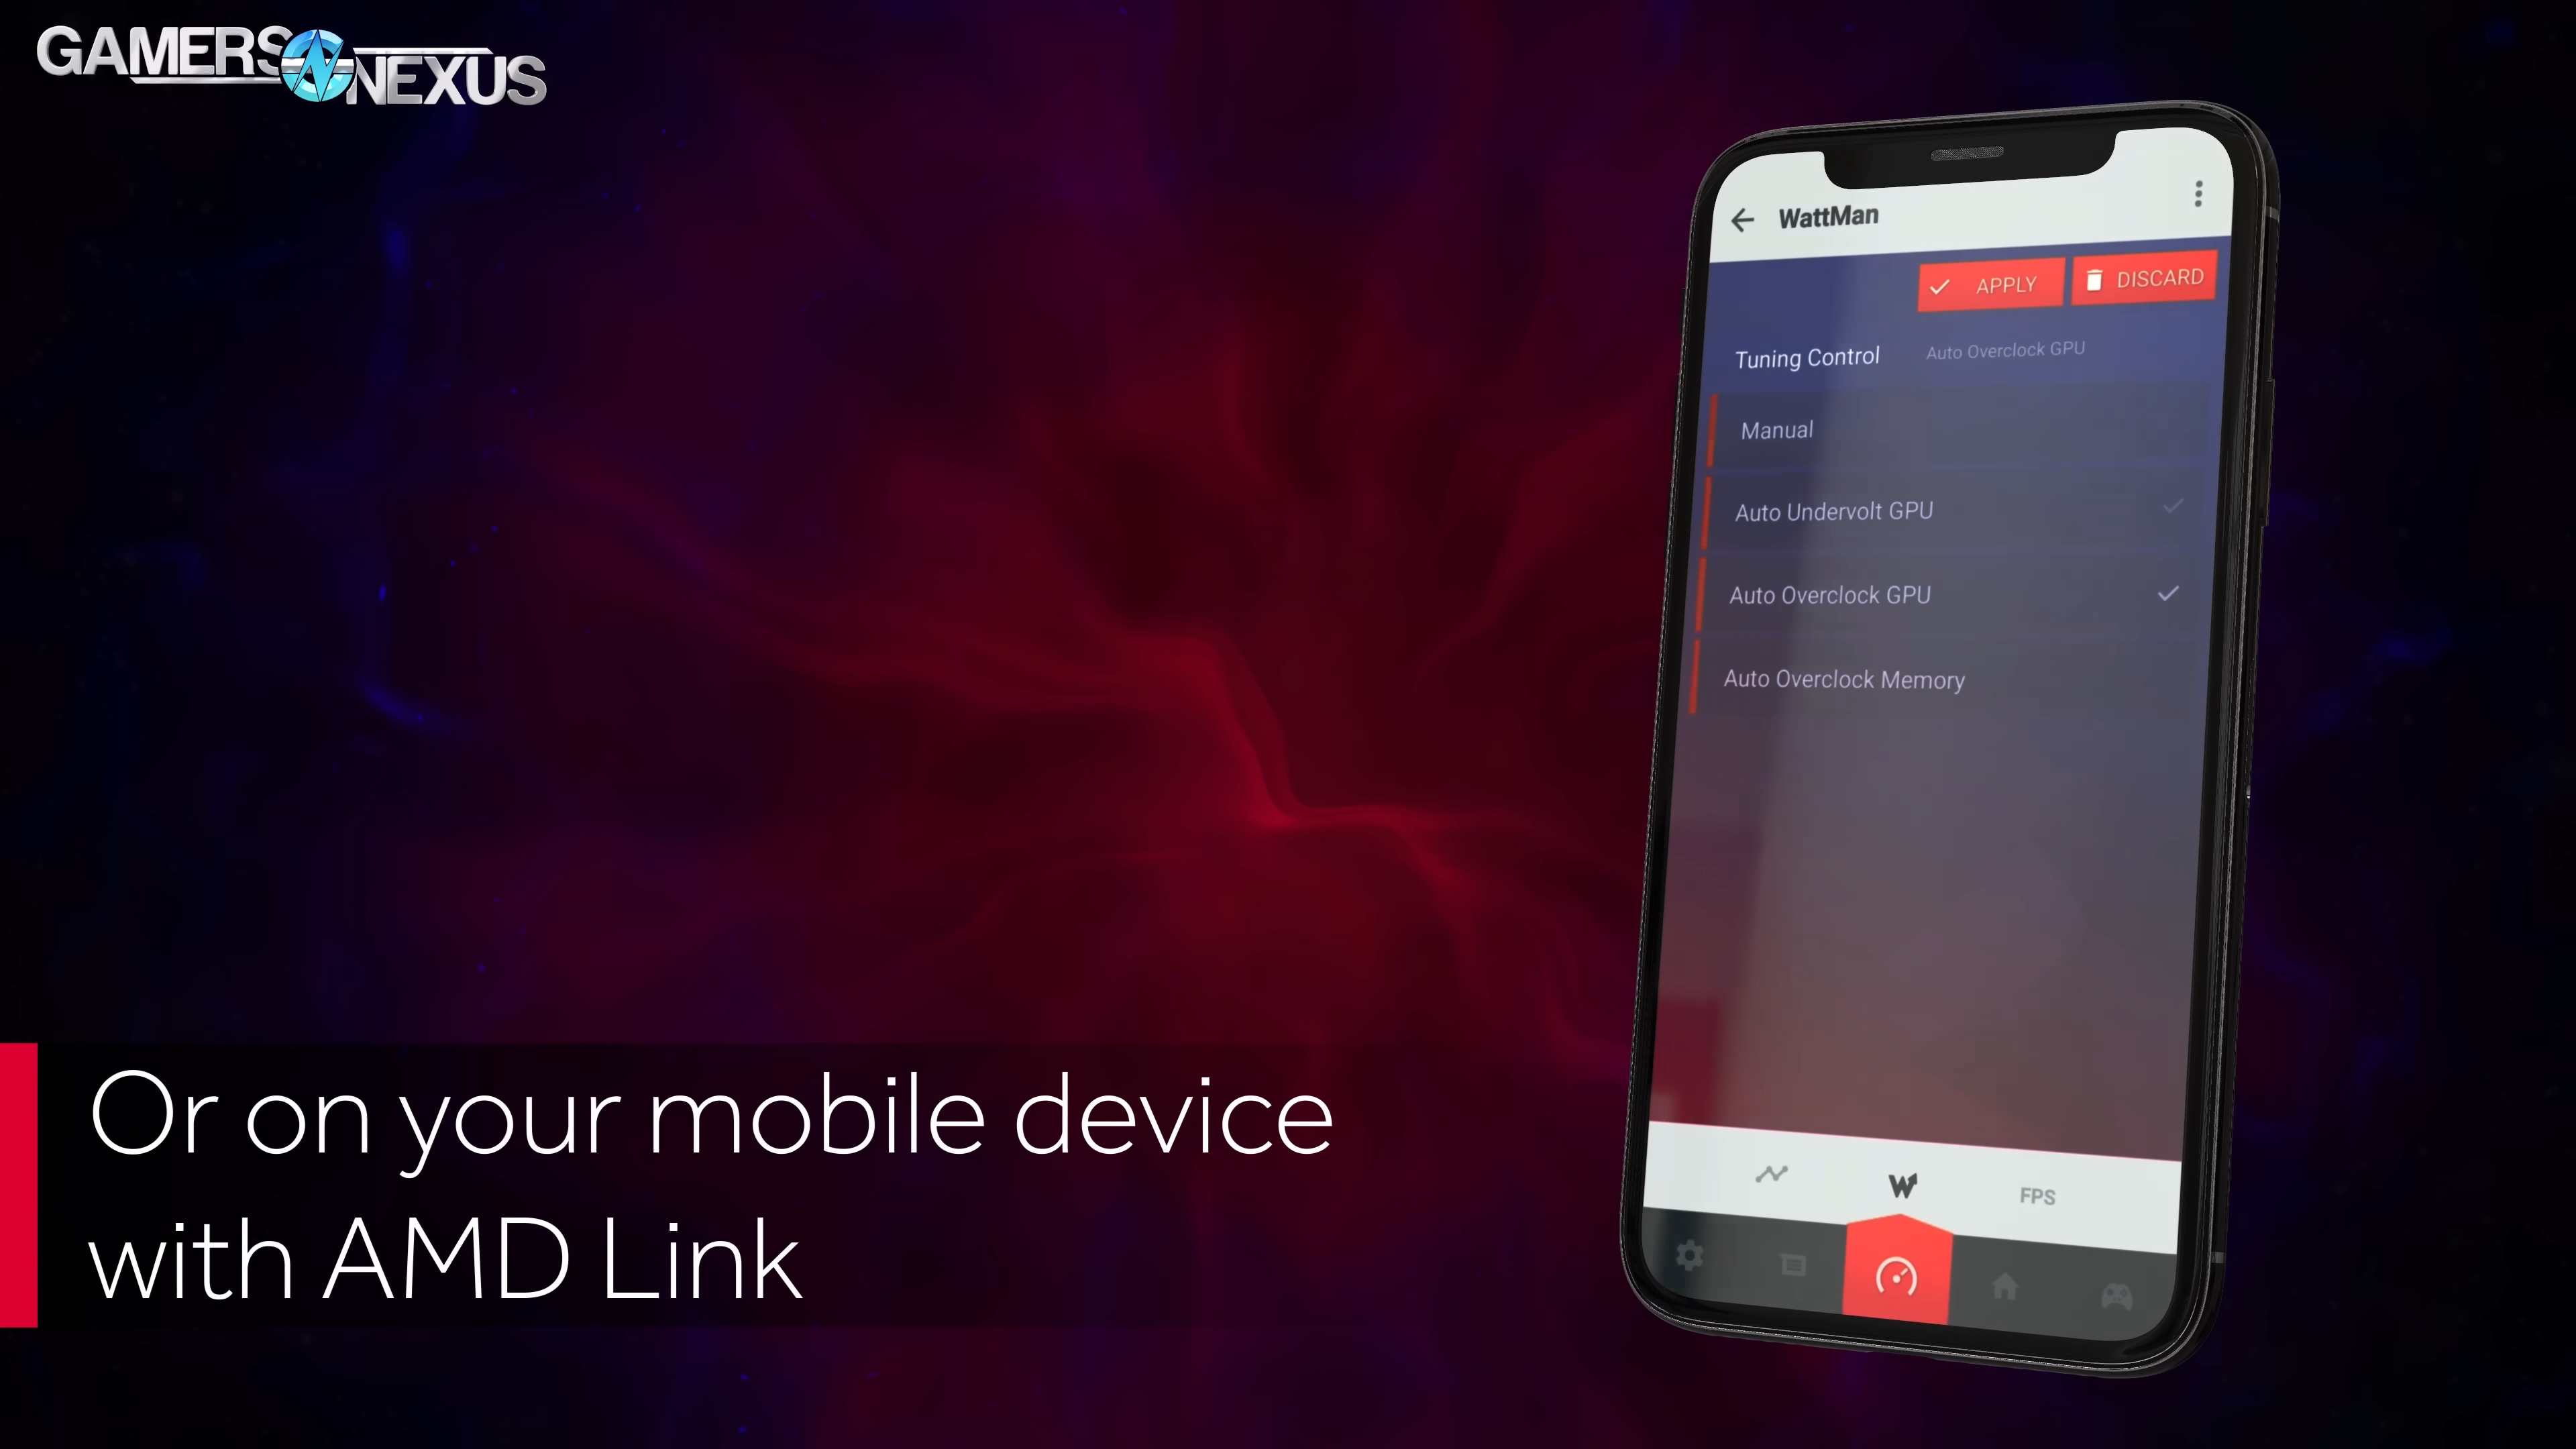 GAMERS NEXUS
WattMan
APPLY
DISCARD
Tuning Control
Auto Overclock GPU
Manual
Auto Undervolt GPU
Auto Overclock GPU
Auto Overclock Memory
FPS
Or on your mobile device
with AMD Link